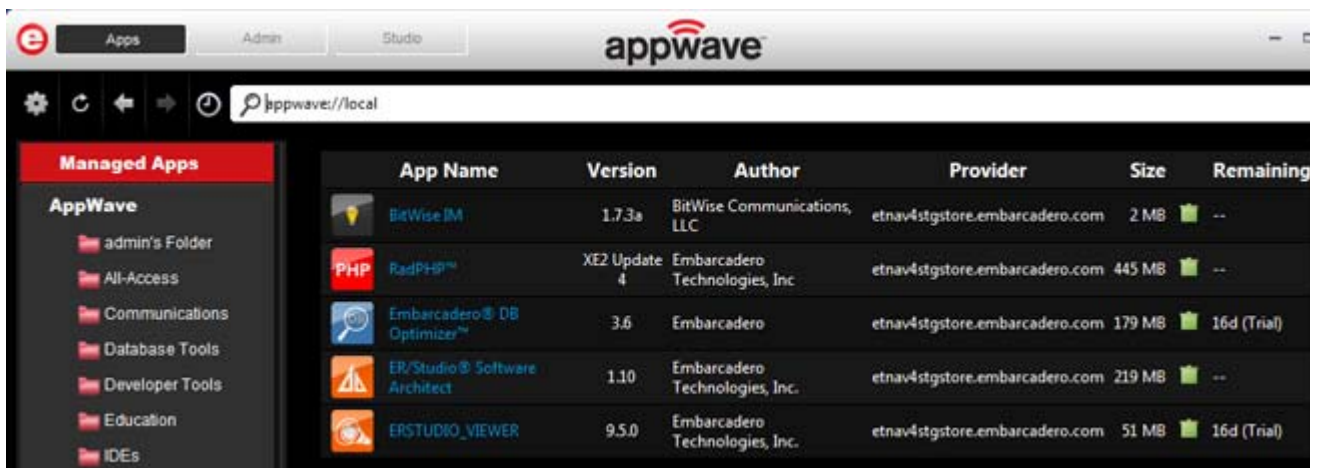 e Apps Admin Studio appwave
appwave://local
Managed Apps
AppWave
admin's Folder
All-Access
Communications
Database Tools
Developer Tools
Education
IDEs
App Name Version Author Provider Size Remaining
BitWise IM 1.7.3a BitWise Communications, LLC etnav4stgstore.embarcadero.com 2 MB --
PHP RadPHP™ XE2 Update 4 Embarcadero Technologies, Inc etnav4stgstore.embarcadero.com 445 MB --
Embarcadero® DB Optimizer™ 3.6 Embarcadero etnav4stgstore.embarcadero.com 179 MB 16d (Trial)
ER/Studio® Software Architect 1.10 Embarcadero Technologies, Inc. etnav4stgstore.embarcadero.com 219 MB --
ERSTUDIO_VIEWER 9.5.0 Embarcadero Technologies, Inc. etnav4stgstore.embarcadero.com 51 MB 16d (Trial)